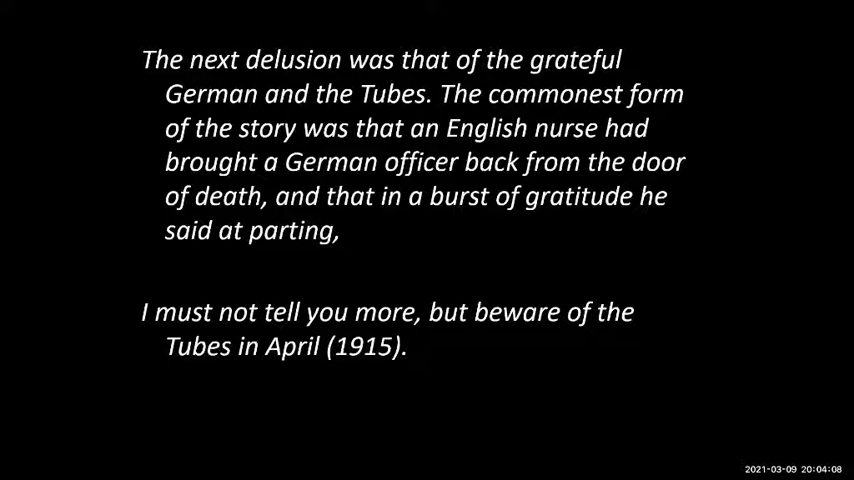 The next delusion was that of the grateful
German and the Tubes. The commonest form
of the story was that an English nurse had
brought a German officer back from the door
of death, and that in a burst of gratitude he
said at parting,
I must not tell you more, but beware of the
Tubes in April (1915).
2021-03-09 20:04:08